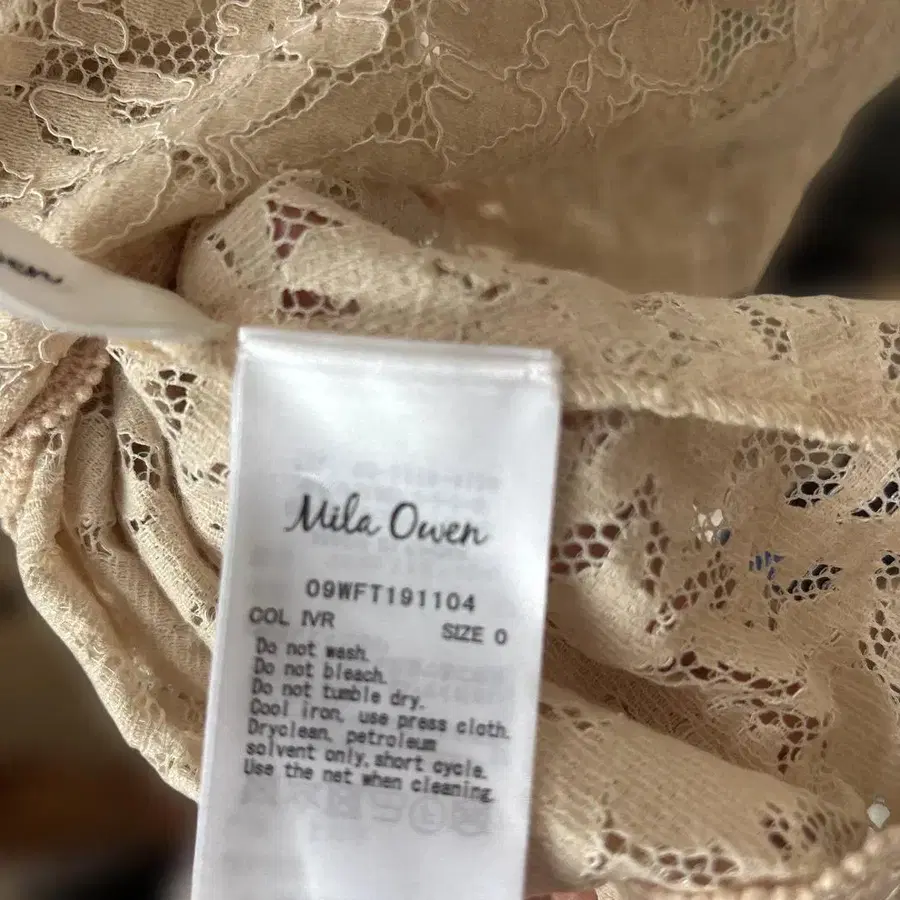 Mila Owen
09WFT191104
COL IVR
SIZE 0
Do not wash.
Do not bleach.
Do not tumble dry.
Cool iron, use press cloth.
Dryclean, petroleum
solvent only, short cycle.
Use the net when cleaning.